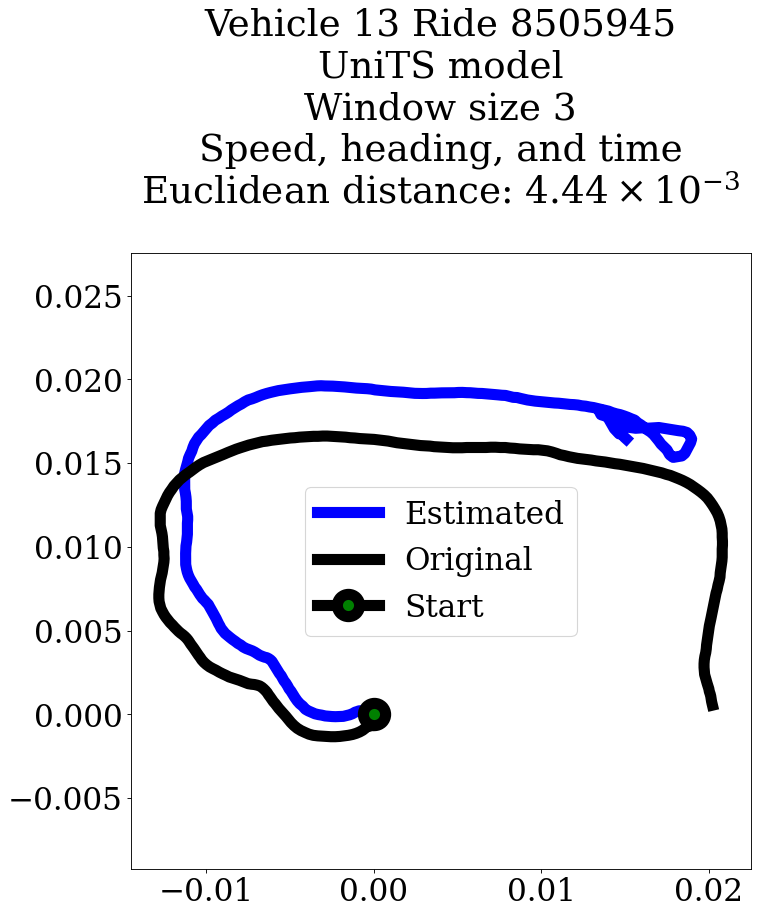 Vehicle 13 Ride 8505945
UniTS model
Window size 3
Speed, heading, and time
Euclidean distance: 4.44 × 10⁻³
0.025
0.020
0.015
0.010
0.005
0.000
−0.005
Estimated
Original
Start
−0.01 0.00 0.01 0.02